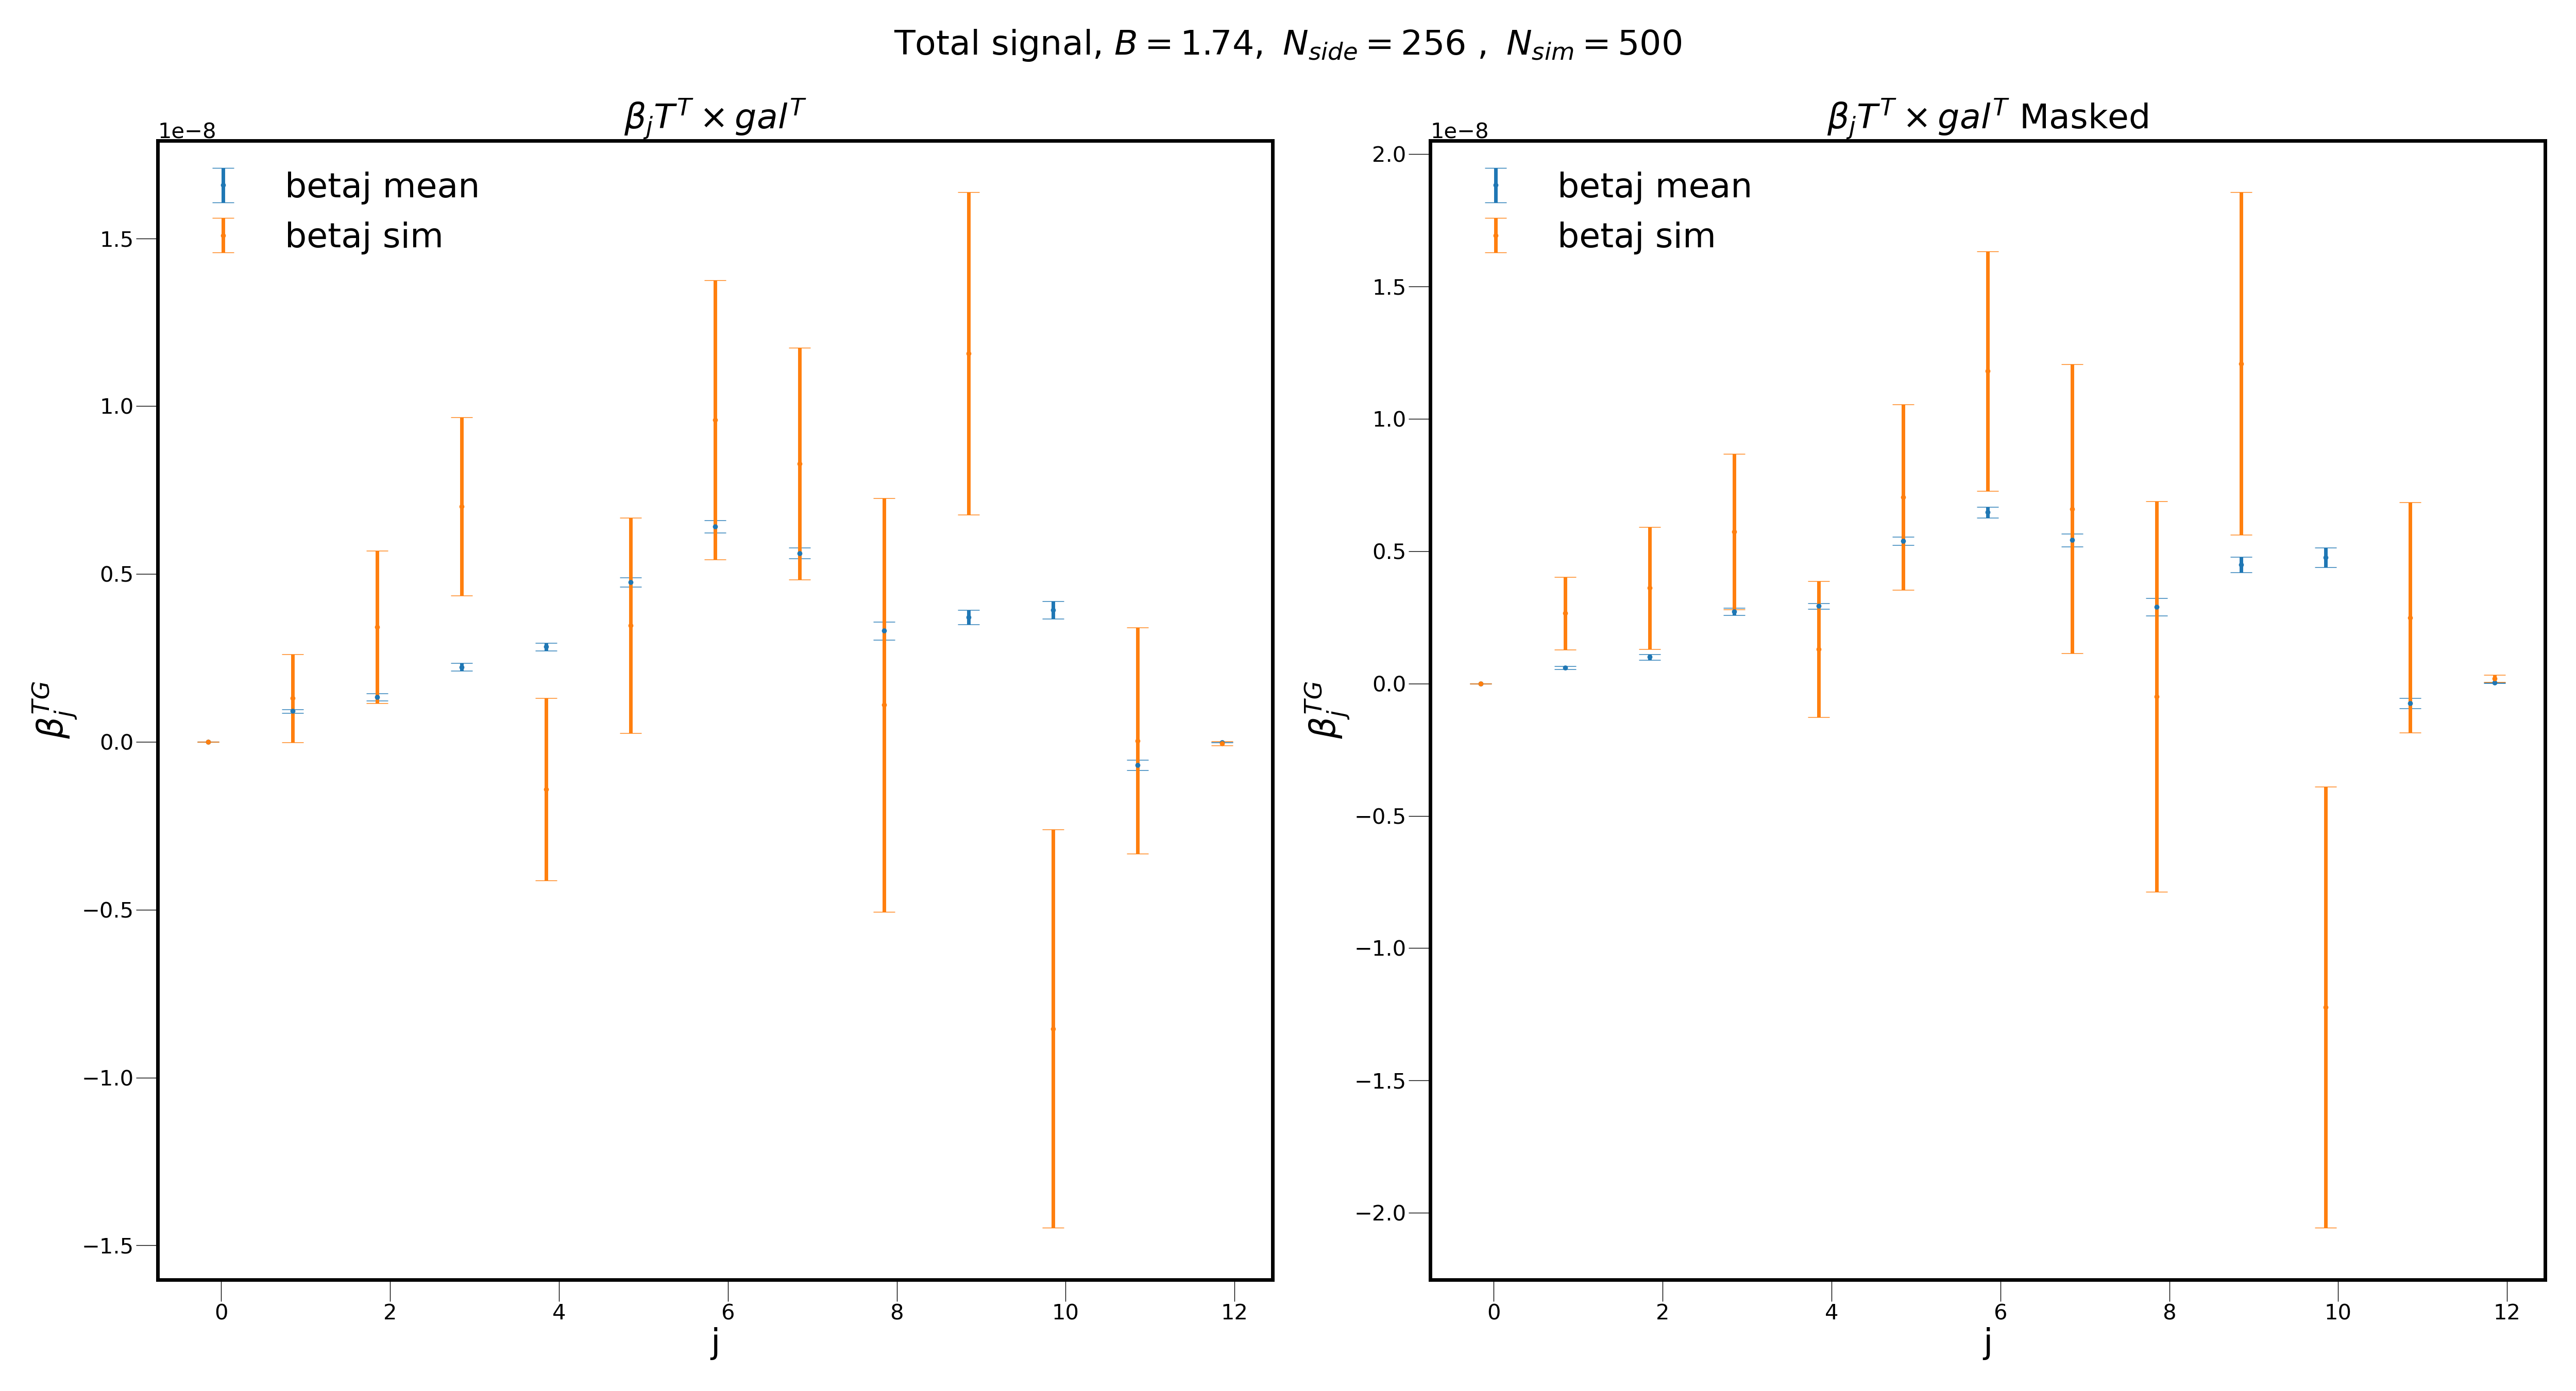 Total signal, B = 1.74, N_side = 256 , N_sim = 500
β_j T^T × gal^T
1e−8
betaj mean
betaj sim
1.5
1.0
0.5
0.0
−0.5
−1.0
−1.5
β_j^TG
0 2 4 6 8 10 12
j
β_j T^T × gal^T Masked
1e−8
betaj mean
betaj sim
2.0
1.5
1.0
0.5
0.0
−0.5
−1.0
−1.5
−2.0
β_j^TG
0 2 4 6 8 10 12
j